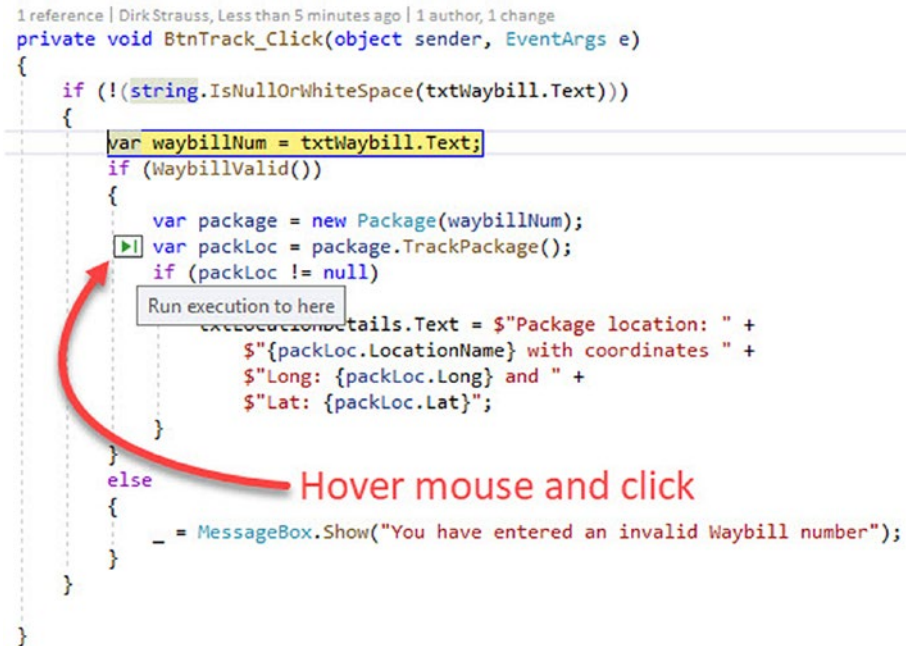 1 reference | Dirk Strauss, Less than 5 minutes ago | 1 author, 1 change
private void BtnTrack_Click(object sender, EventArgs e)
{
if (!(string.IsNullOrWhiteSpace(txtWaybill.Text)))
{
var waybillNum = txtWaybill.Text;
if (WaybillValid())
{
var package = new Package(waybillNum);
var packLoc = package.TrackPackage();
if (packLoc != null)
Run execution to here
txtLocationDetails.Text = $"Package location: " +
$"{packLoc.LocationName} with coordinates " +
$"Long: {packLoc.Long} and " +
$"Lat: {packLoc.Lat}";
}
}
else
Hover mouse and click
{
_ = MessageBox.Show("You have entered an invalid Waybill number");
}
}
}